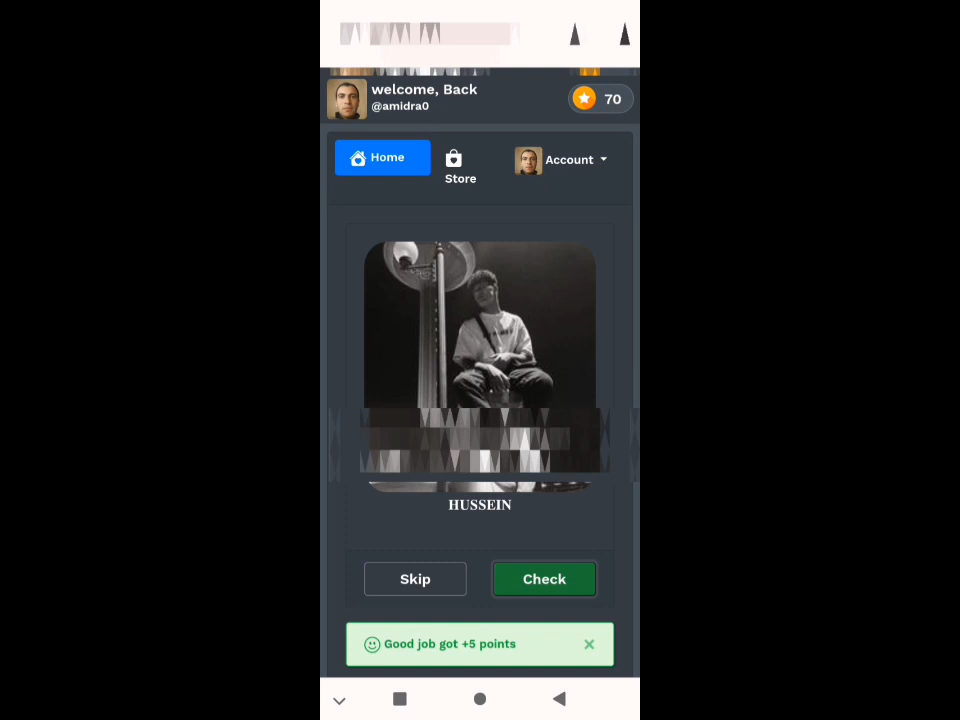 welcome, Back
@amidra0
70
Home
Store
Account
HUSSEIN
Skip
Check
Good job got +5 points